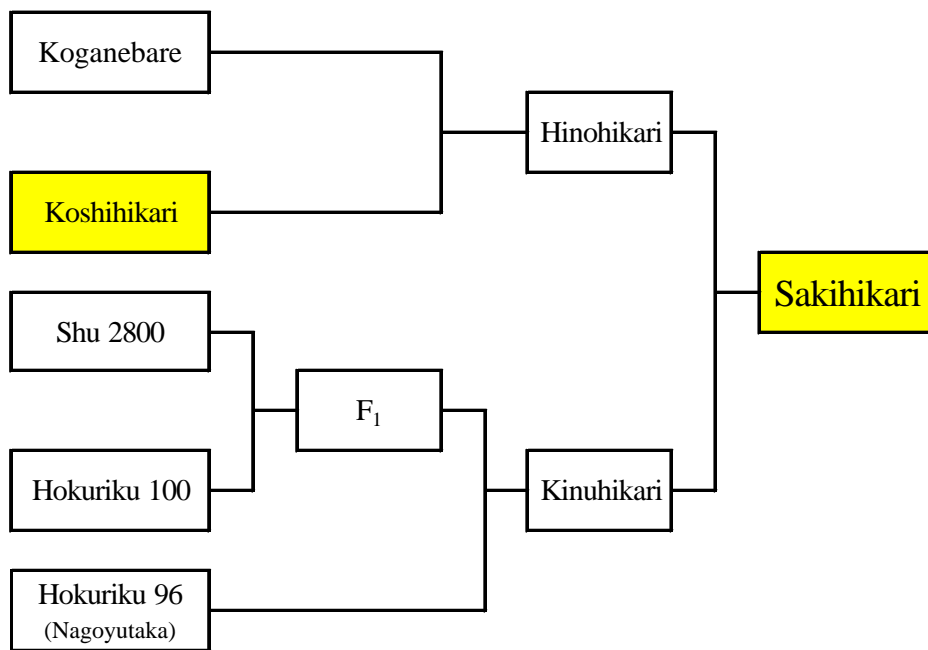 Koganebare
Hinohikari
Koshihikari
Sakihikari
Shu 2800
F₁
Hokuriku 100
Kinuhikari
Hokuriku 96
(Nagoyutaka)